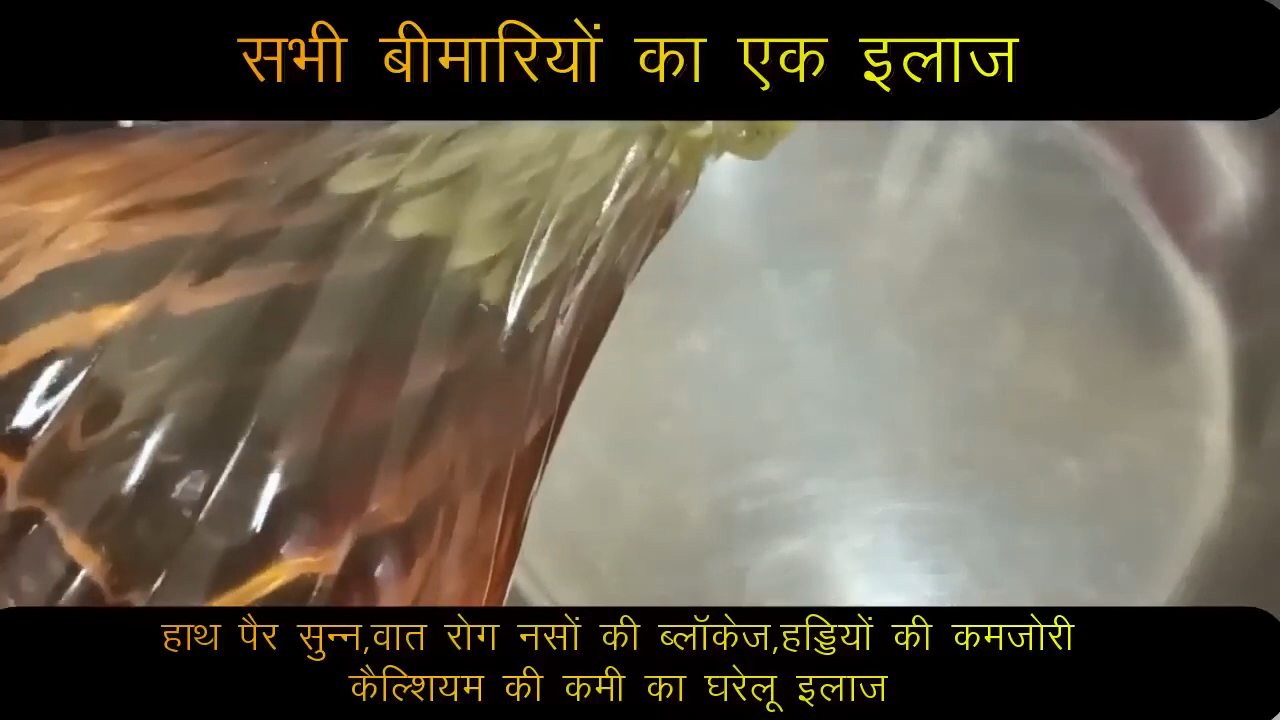 सभी बीमारियों का एक इलाज
हाथ पैर सुन्न,वात रोग नसों की ब्लॉकेज,हड्डियों की कमजोरी
कैल्शियम की कमी का घरेलू इलाज